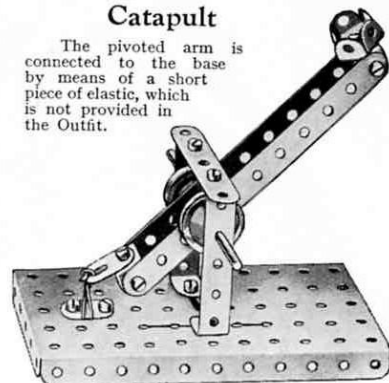 Catapult
The pivoted arm is
connected to the base
by means of a short
piece of elastic, which
is not provided in
the Outfit.